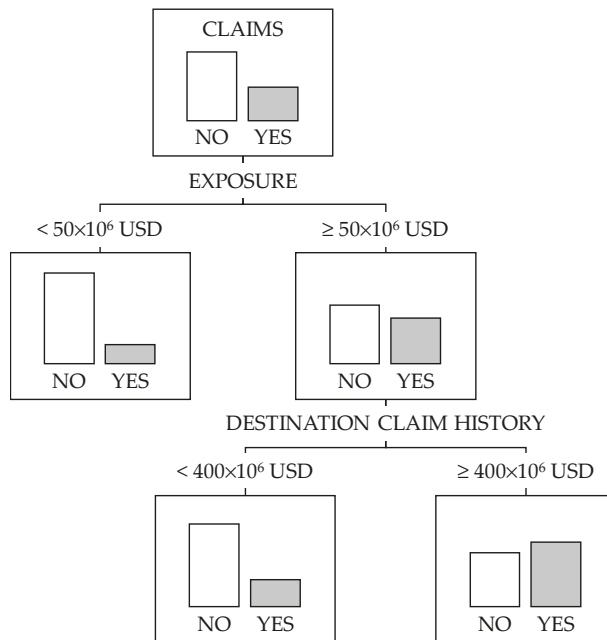 CLAIMS
NO YES
EXPOSURE
< 50×10⁶ USD ≥ 50×10⁶ USD
NO YES NO YES
DESTINATION CLAIM HISTORY
< 400×10⁶ USD ≥ 400×10⁶ USD
NO YES NO YES